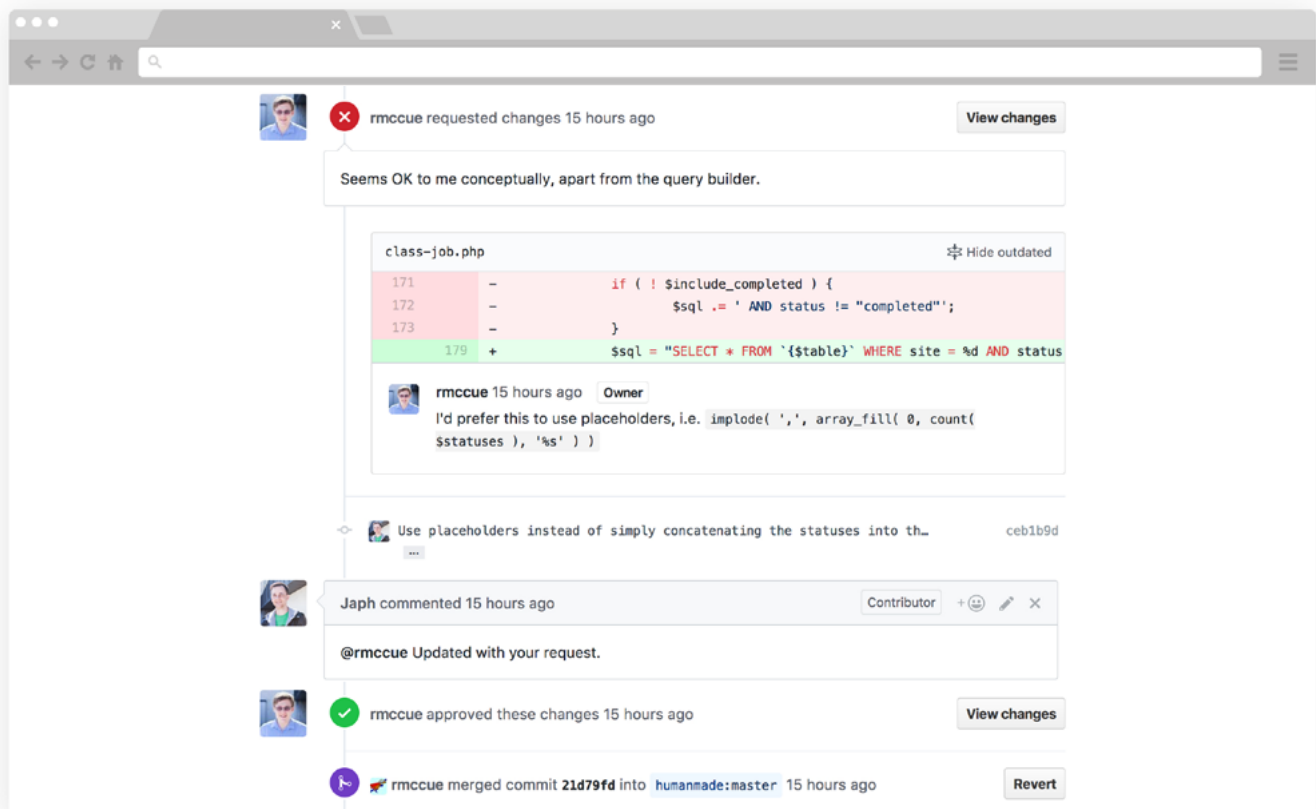 rmccue requested changes 15 hours ago
View changes
Seems OK to me conceptually, apart from the query builder.
class-job.php
Hide outdated
171 - if ( ! $include_completed ) {
172 - $sql .= ' AND status != "completed"';
173 - }
179 + $sql = "SELECT * FROM `{$table}` WHERE site = %d AND status
rmccue 15 hours ago Owner
I'd prefer this to use placeholders, i.e. implode( ',', array_fill( 0, count(
$statuses ), '%s' ) )
Use placeholders instead of simply concatenating the statuses into th… ceb1b9d
...
Japh commented 15 hours ago
Contributor
@rmccue Updated with your request.
rmccue approved these changes 15 hours ago
View changes
rmccue merged commit 21d79fd into humanmade:master 15 hours ago
Revert